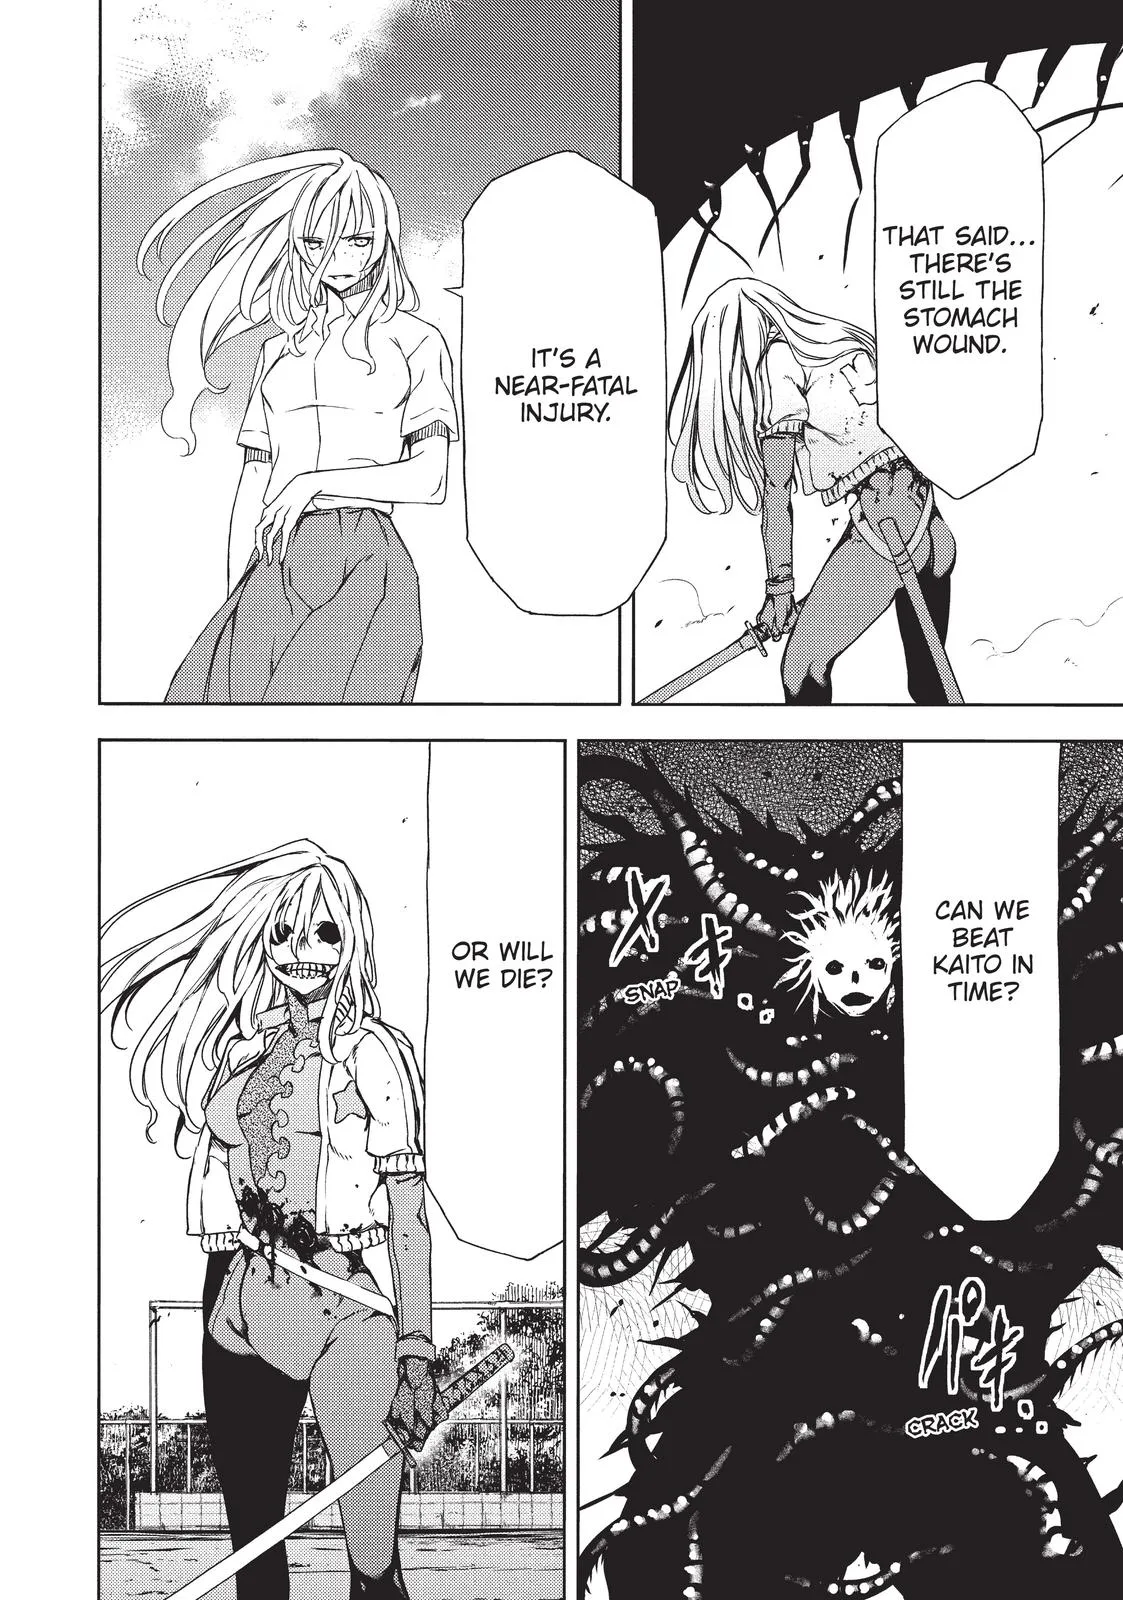 THAT SAID...
THERE'S
STILL THE
STOMACH
WOUND.
IT'S A
NEAR-FATAL
INJURY.
CAN WE
BEAT
KAITO IN
TIME?
メキ
SNAP
パキ
CRACK
OR WILL
WE DIE?